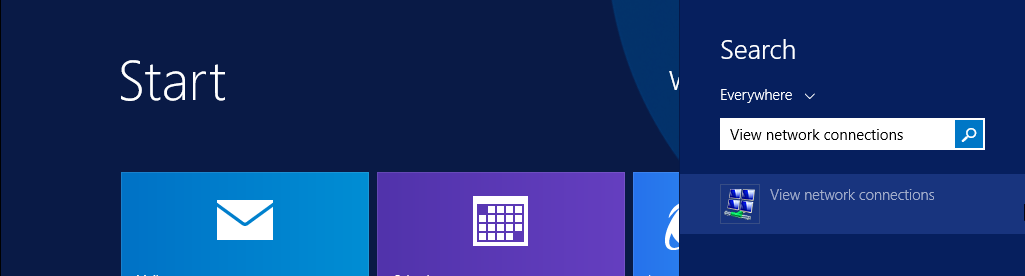 Start
Search
Everywhere
View network connections
View network connections